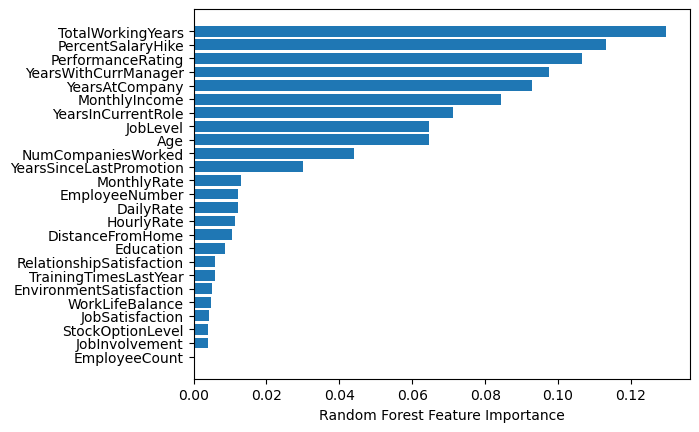 TotalWorkingYears
PercentSalaryHike
PerformanceRating
YearsWithCurrManager
YearsAtCompany
MonthlyIncome
YearsInCurrentRole
JobLevel
Age
NumCompaniesWorked
YearsSinceLastPromotion
MonthlyRate
EmployeeNumber
DailyRate
HourlyRate
DistanceFromHome
Education
RelationshipSatisfaction
TrainingTimesLastYear
EnvironmentSatisfaction
WorkLifeBalance
JobSatisfaction
StockOptionLevel
JobInvolvement
EmployeeCount
0.00 0.02 0.04 0.06 0.08 0.10 0.12
Random Forest Feature Importance